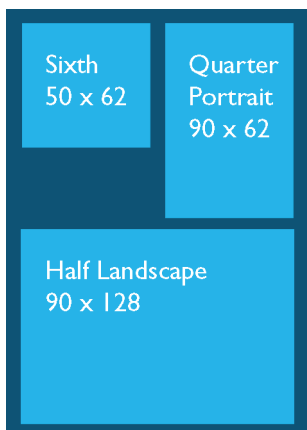 Sixth
50 x 62
Quarter
Portrait
90 x 62
Half Landscape
90 x 128